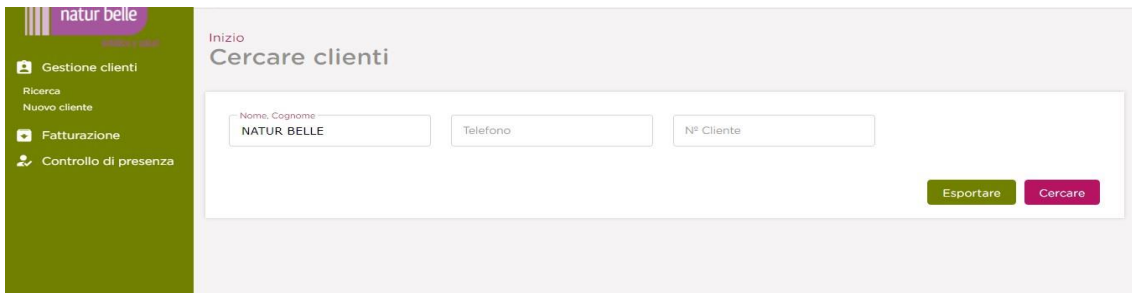 natur belle
Gestione clienti
Ricerca
Nuovo cliente
Fatturazione
Controllo di presenza
Inizio
Cercare clienti
Nome, Cognome
NATUR BELLE
Telefono
Nº Cliente
Esportare
Cercare